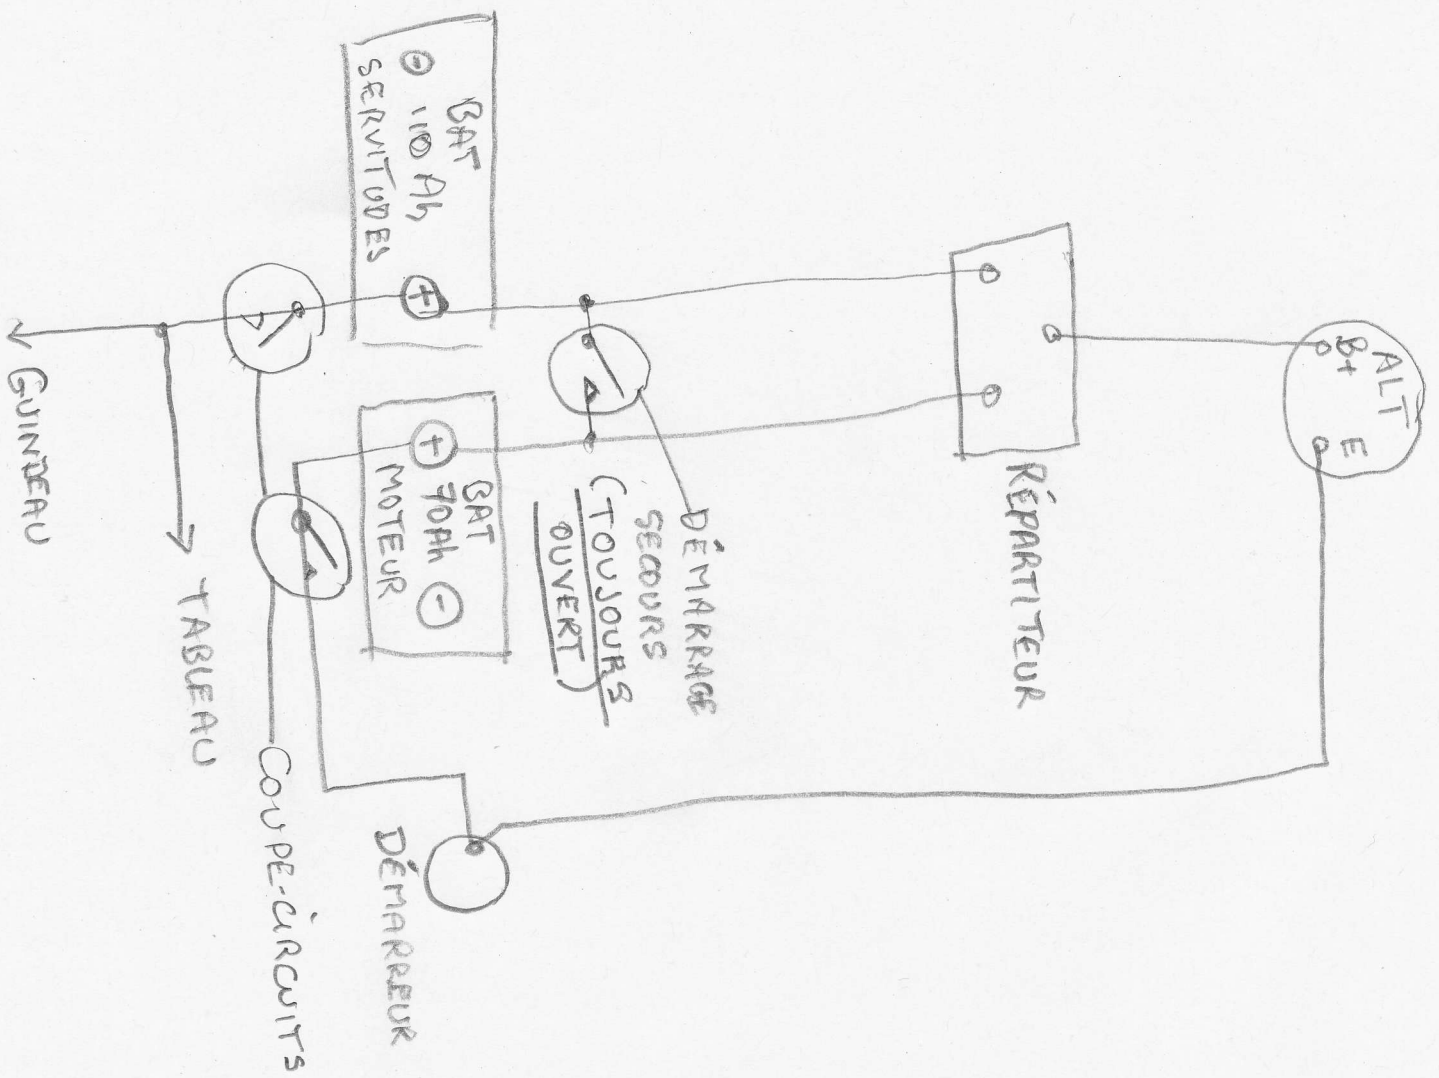 ALT
B+
E
RÉPARTITEUR
DÉMARRAGE
SECOURS
(TOUJOURS
OUVERT)
BAT
110 Ah
SERVITUDES
⊖
+
BAT
70Ah
MOTEUR
+
-
DÉMARREUR
COUPE-CIRCUITS
TABLEAU
GUINDEAU